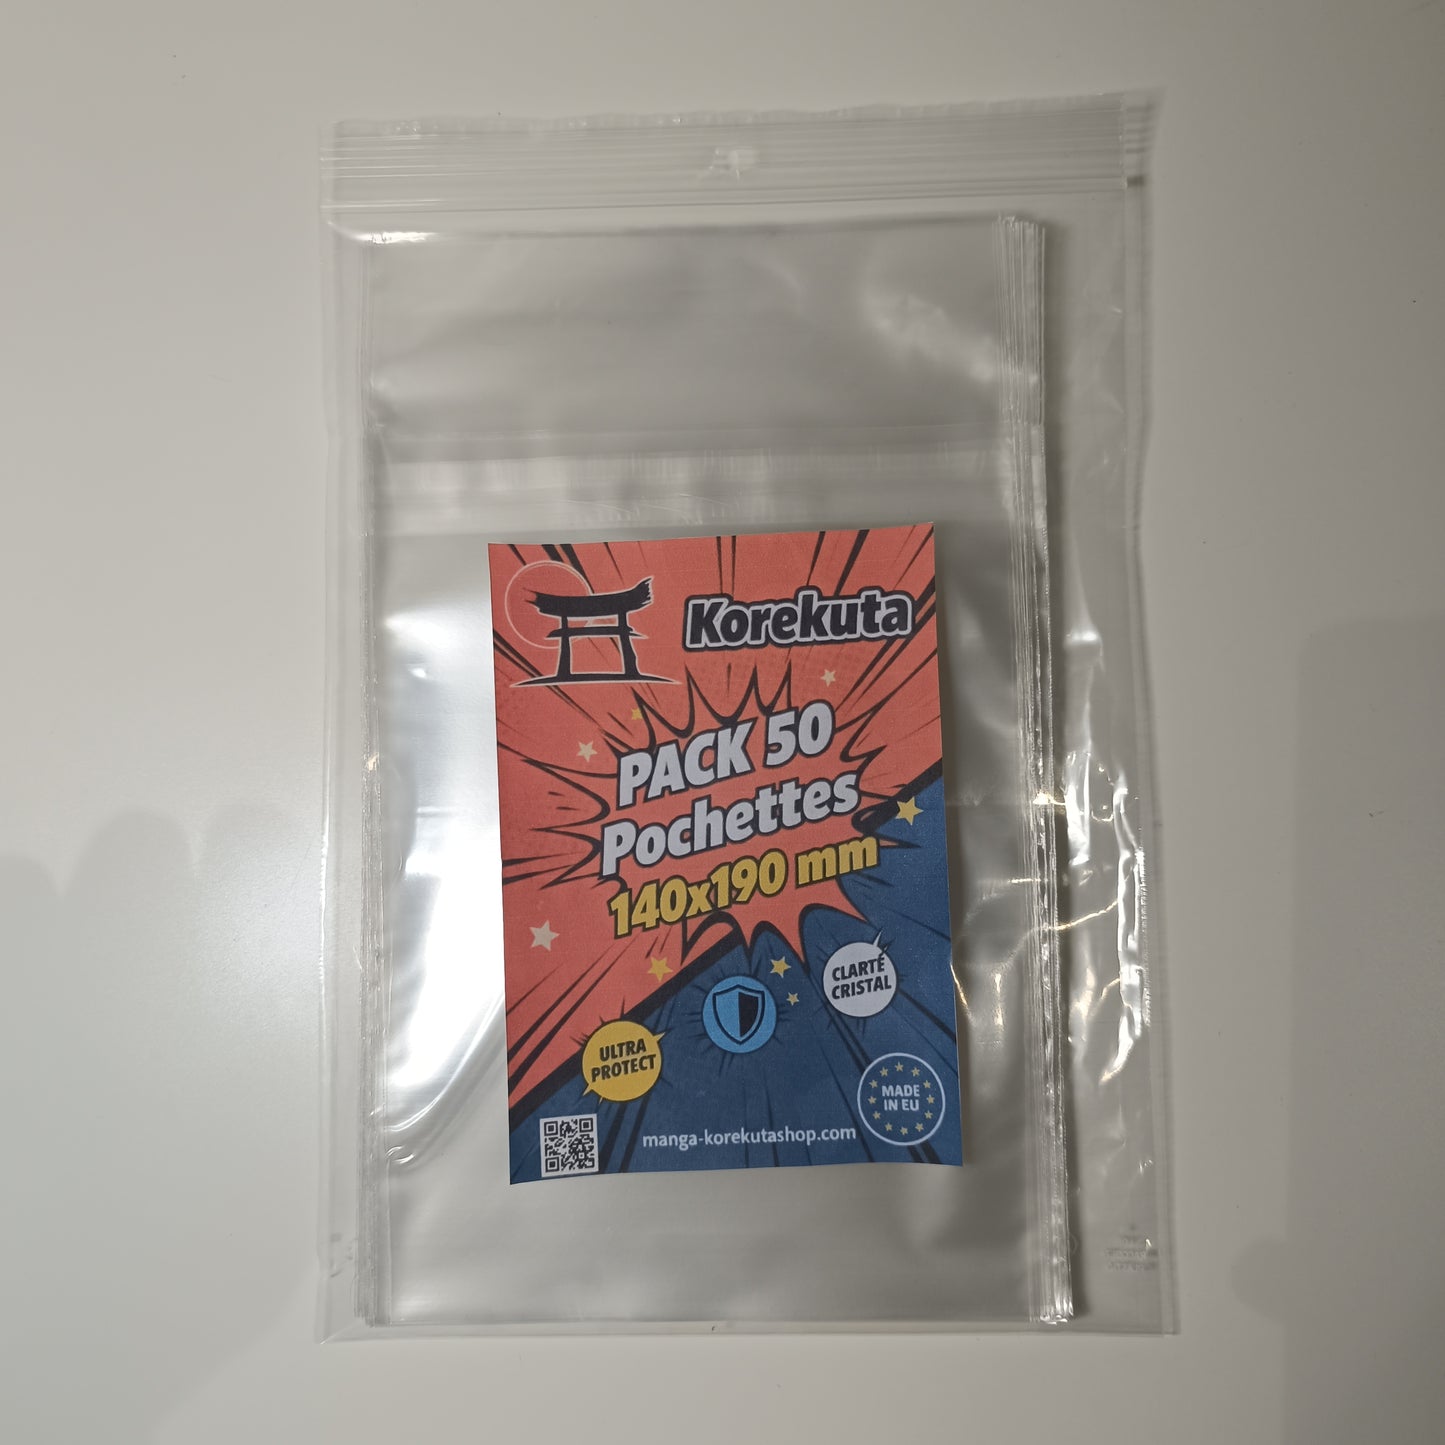 Korekuta
PACK 50
Pochettes
140x190 mm
CLARTÉ
CRISTAL
ULTRA
PROTECT
MADE
IN EU
manga-korekutashop.com